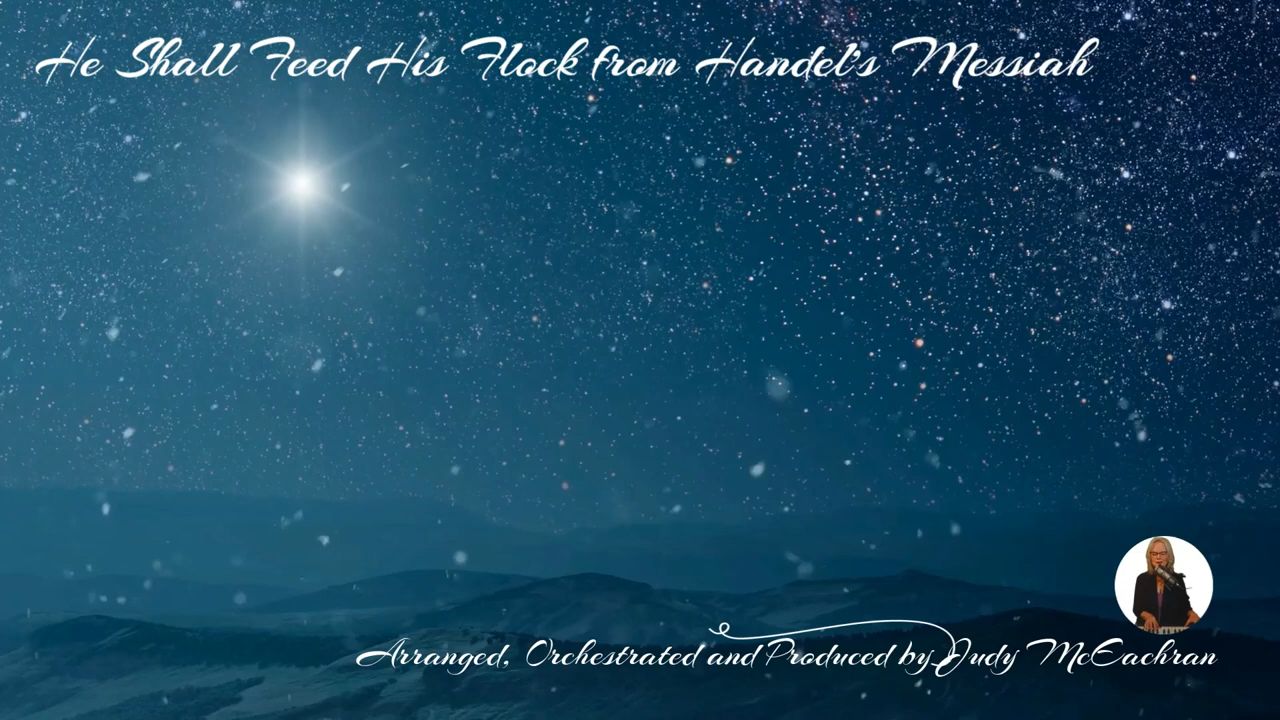 He Shall Feed His Flock from Handel's Messiah
Arranged, Orchestrated and Produced by Judy McEachran